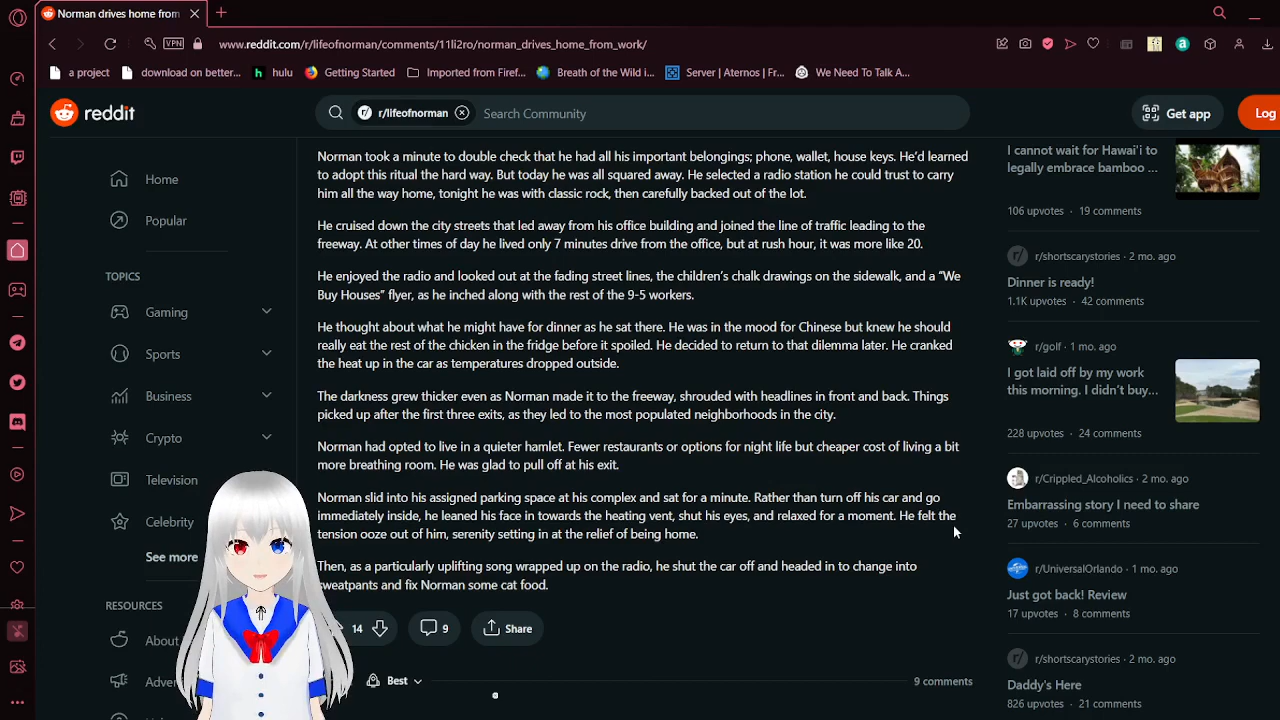 Norman drives home from
www.reddit.com/r/lifeofnorman/comments/11li2ro/norman_drives_home_from_work/
VPN
a project
download on better...
hulu
Getting Started
Imported from Firef...
Breath of the Wild i...
Server | Aternos | Fr...
We Need To Talk A...
reddit
r/lifeofnorman
Search Community
Get app
Log
Home
Popular
TOPICS
Gaming
Sports
Business
Crypto
Television
Celebrity
See more
RESOURCES
About
Adver
Norman took a minute to double check that he had all his important belongings; phone, wallet, house keys. He’d learned
to adopt this ritual the hard way. But today he was all squared away. He selected a radio station he could trust to carry
him all the way home, tonight he was with classic rock, then carefully backed out of the lot.
He cruised down the city streets that led away from his office building and joined the line of traffic leading to the
freeway. At other times of day he lived only 7 minutes drive from the office, but at rush hour, it was more like 20.
He enjoyed the radio and looked out at the fading street lines, the children’s chalk drawings on the sidewalk, and a “We
Buy Houses” flyer, as he inched along with the rest of the 9-5 workers.
He thought about what he might have for dinner as he sat there. He was in the mood for Chinese but knew he should
really eat the rest of the chicken in the fridge before it spoiled. He decided to return to that dilemma later. He cranked
the heat up in the car as temperatures dropped outside.
The darkness grew thicker even as Norman made it to the freeway, shrouded with headlines in front and back. Things
picked up after the first three exits, as they led to the most populated neighborhoods in the city.
Norman had opted to live in a quieter hamlet. Fewer restaurants or options for night life but cheaper cost of living a bit
more breathing room. He was glad to pull off at his exit.
Norman slid into his assigned parking space at his complex and sat for a minute. Rather than turn off his car and go
immediately inside, he leaned his face in towards the heating vent, shut his eyes, and relaxed for a moment. He felt the
tension ooze out of him, serenity setting in at the relief of being home.
Then, as a particularly uplifting song wrapped up on the radio, he shut the car off and headed in to change into
sweatpants and fix Norman some cat food.
14
9
Share
Best
9 comments
I cannot wait for Hawai'i to
legally embrace bamboo ...
106 upvotes · 19 comments
r/shortscarystories · 2 mo. ago
Dinner is ready!
1.1K upvotes · 42 comments
r/golf · 1 mo. ago
I got laid off by my work
this morning. I didn't buy...
228 upvotes · 24 comments
r/Crippled_Alcoholics · 2 mo. ago
Embarrassing story I need to share
27 upvotes · 6 comments
r/UniversalOrlando · 1 mo. ago
Just got back! Review
17 upvotes · 8 comments
r/shortscarystories · 2 mo. ago
Daddy's Here
826 upvotes · 21 comments